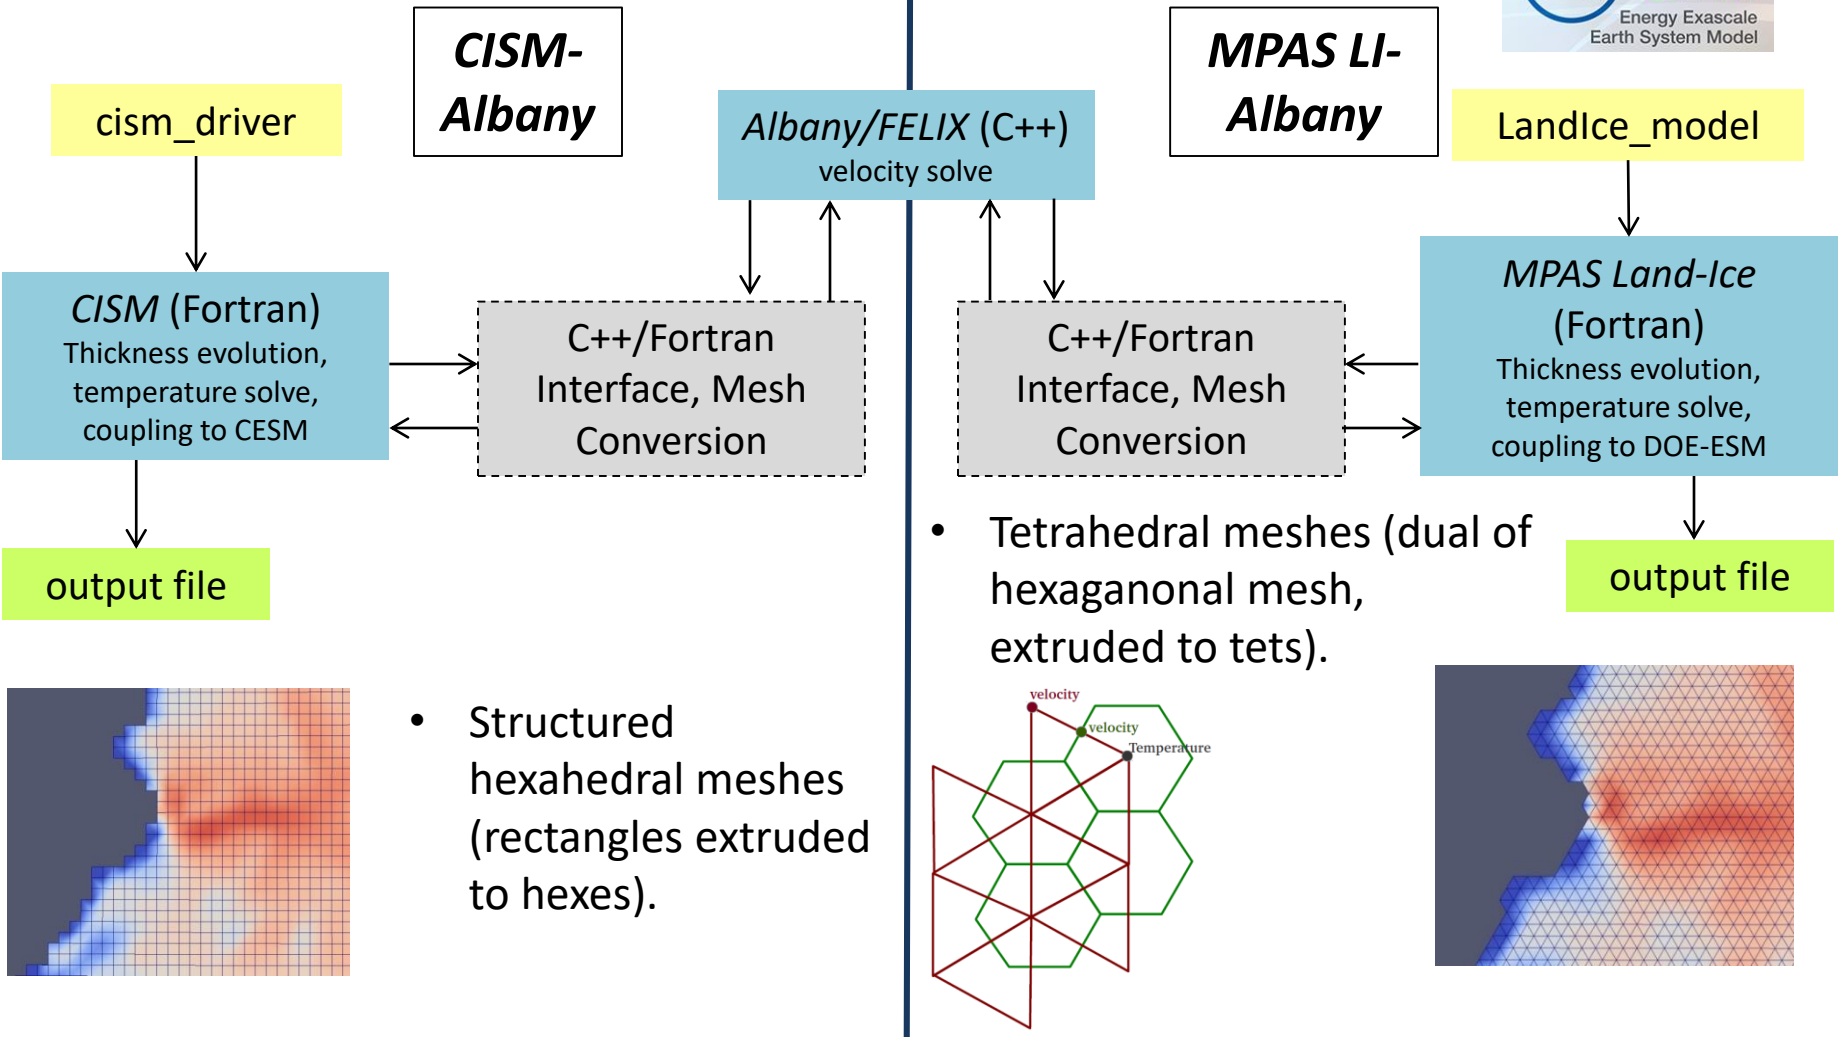 Energy Exascale
Earth System Model
CISM-
Albany
MPAS LI-
Albany
cism_driver
Albany/FELIX (C++)
velocity solve
LandIce_model
CISM (Fortran)
Thickness evolution,
temperature solve,
coupling to CESM
C++/Fortran
Interface, Mesh
Conversion
C++/Fortran
Interface, Mesh
Conversion
MPAS Land-Ice
(Fortran)
Thickness evolution,
temperature solve,
coupling to DOE-ESM
output file
• Tetrahedral meshes (dual of
hexaganonal mesh,
extruded to tets).
output file
• Structured
hexahedral meshes
(rectangles extruded
to hexes).
velocity
velocity
Temperature